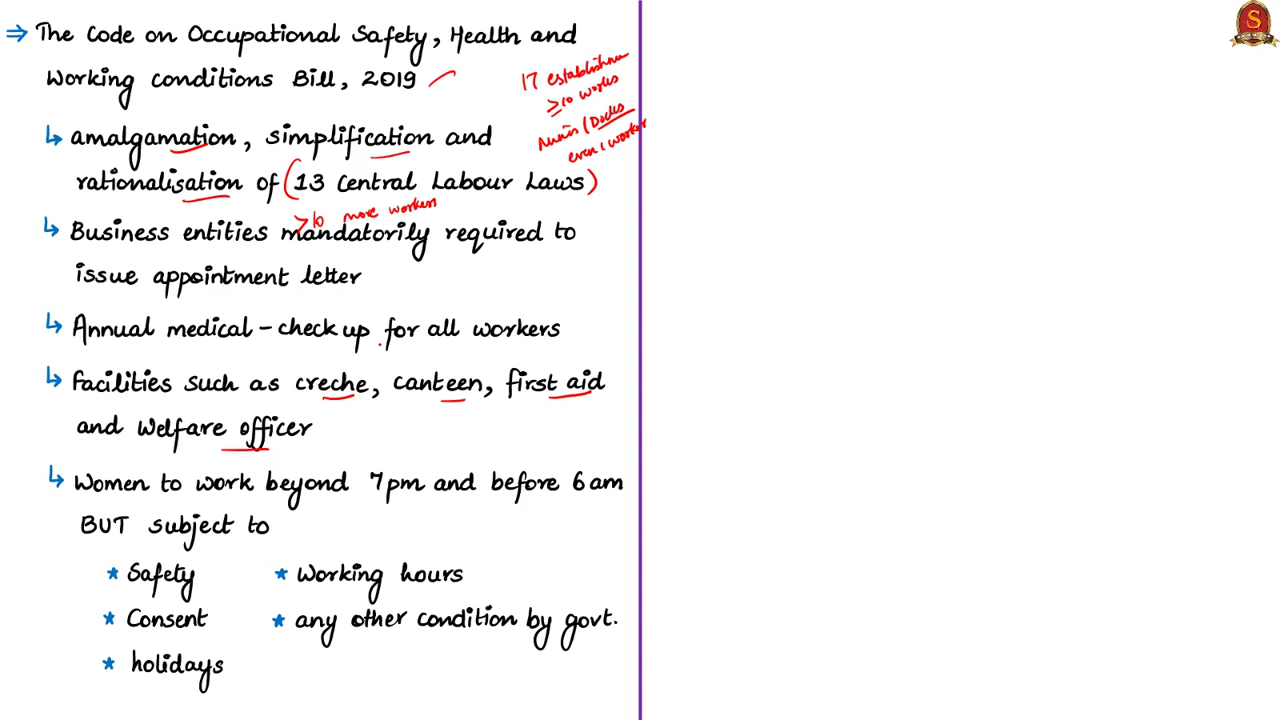 ⇒ The Code on Occupational Safety, Health and
Working conditions Bill, 2019
17 establishmen
≥10 workers
Mines / Docks
even 1 worker
↳ amalgamation, simplification and
rationalisation of (13 Central Labour Laws)
>10 more workers
↳ Business entities mandatorily required to
issue appointment letter
↳ Annual medical - check up for all workers
↳ Facilities such as creche, canteen, first aid
and welfare officer
↳ Women to work beyond 7pm and before 6am
BUT subject to
* Safety * Working hours
* Consent * any other condition by govt.
* holidays
S